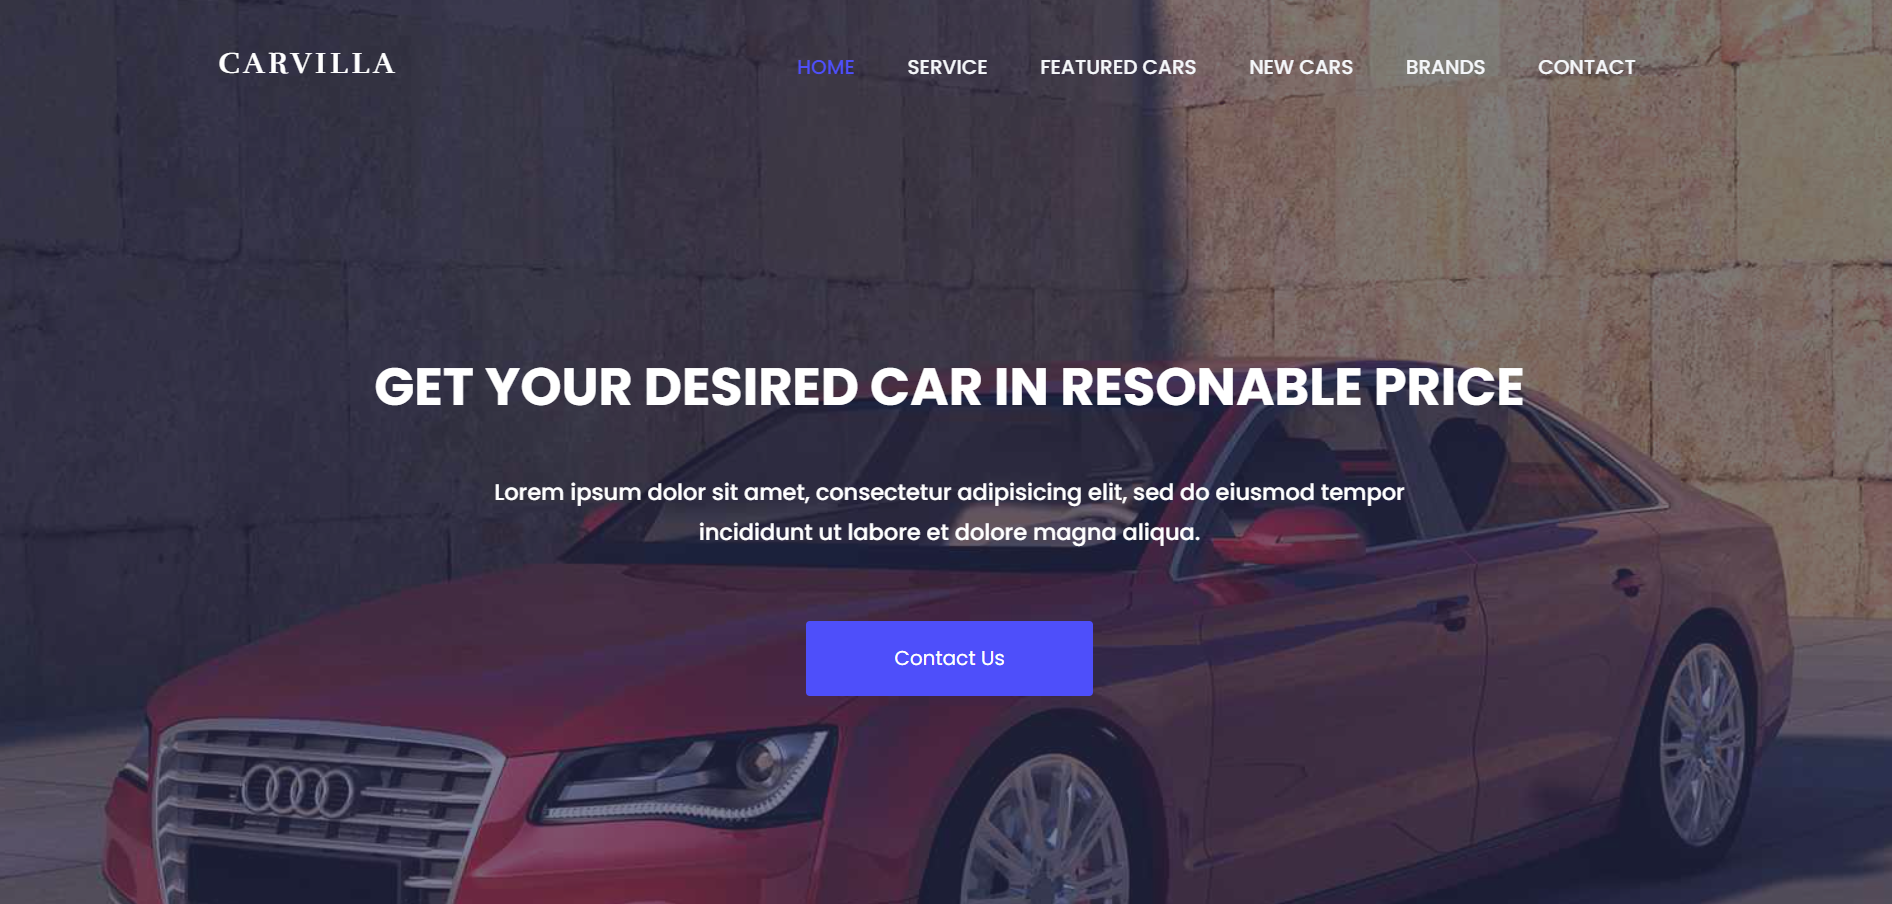 CARVILLA
HOME SERVICE FEATURED CARS NEW CARS BRANDS CONTACT
GET YOUR DESIRED CAR IN RESONABLE PRICE
Lorem ipsum dolor sit amet, consectetur adipisicing elit, sed do eiusmod tempor
incididunt ut labore et dolore magna aliqua.
Contact Us